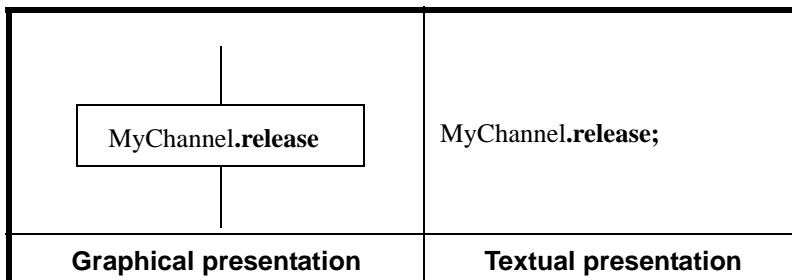 MyChannel.release
MyChannel.release;
Graphical presentation
Textual presentation